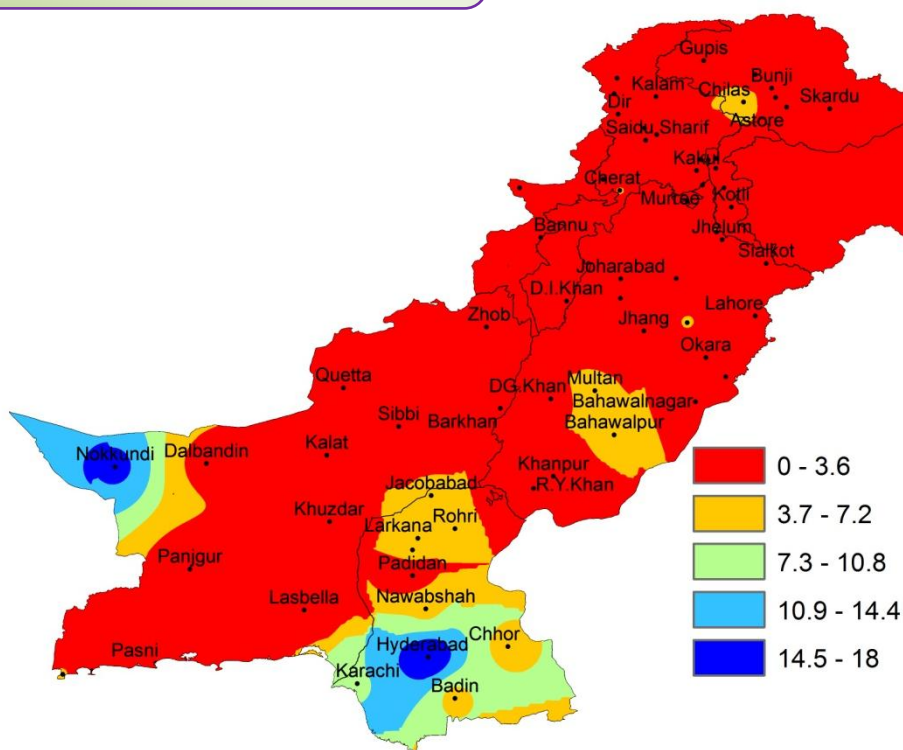 Gupis
Bunji
Kalam
Chilas
Skardu
Dir
Astore
Saidu Sharif
Kakul
Cherat
Murree
Kotli
Bannu
Jhelum
Sialkot
Joharabad
D.I.Khan
Lahore
Zhob
Jhang
Okara
Quetta
DG.Khan
Multan
Bahawalnagar
Sibbi
Barkhan
Bahawalpur
Nokkundi
Dalbandin
Kalat
Khanpur
R.Y.Khan
Jacobabad
Khuzdar
Larkana
Rohri
Panjgur
Padidan
Lasbella
Nawabshah
Pasni
Hyderabad
Chhor
Karachi
Badin
0 - 3.6
3.7 - 7.2
7.3 - 10.8
10.9 - 14.4
14.5 - 18